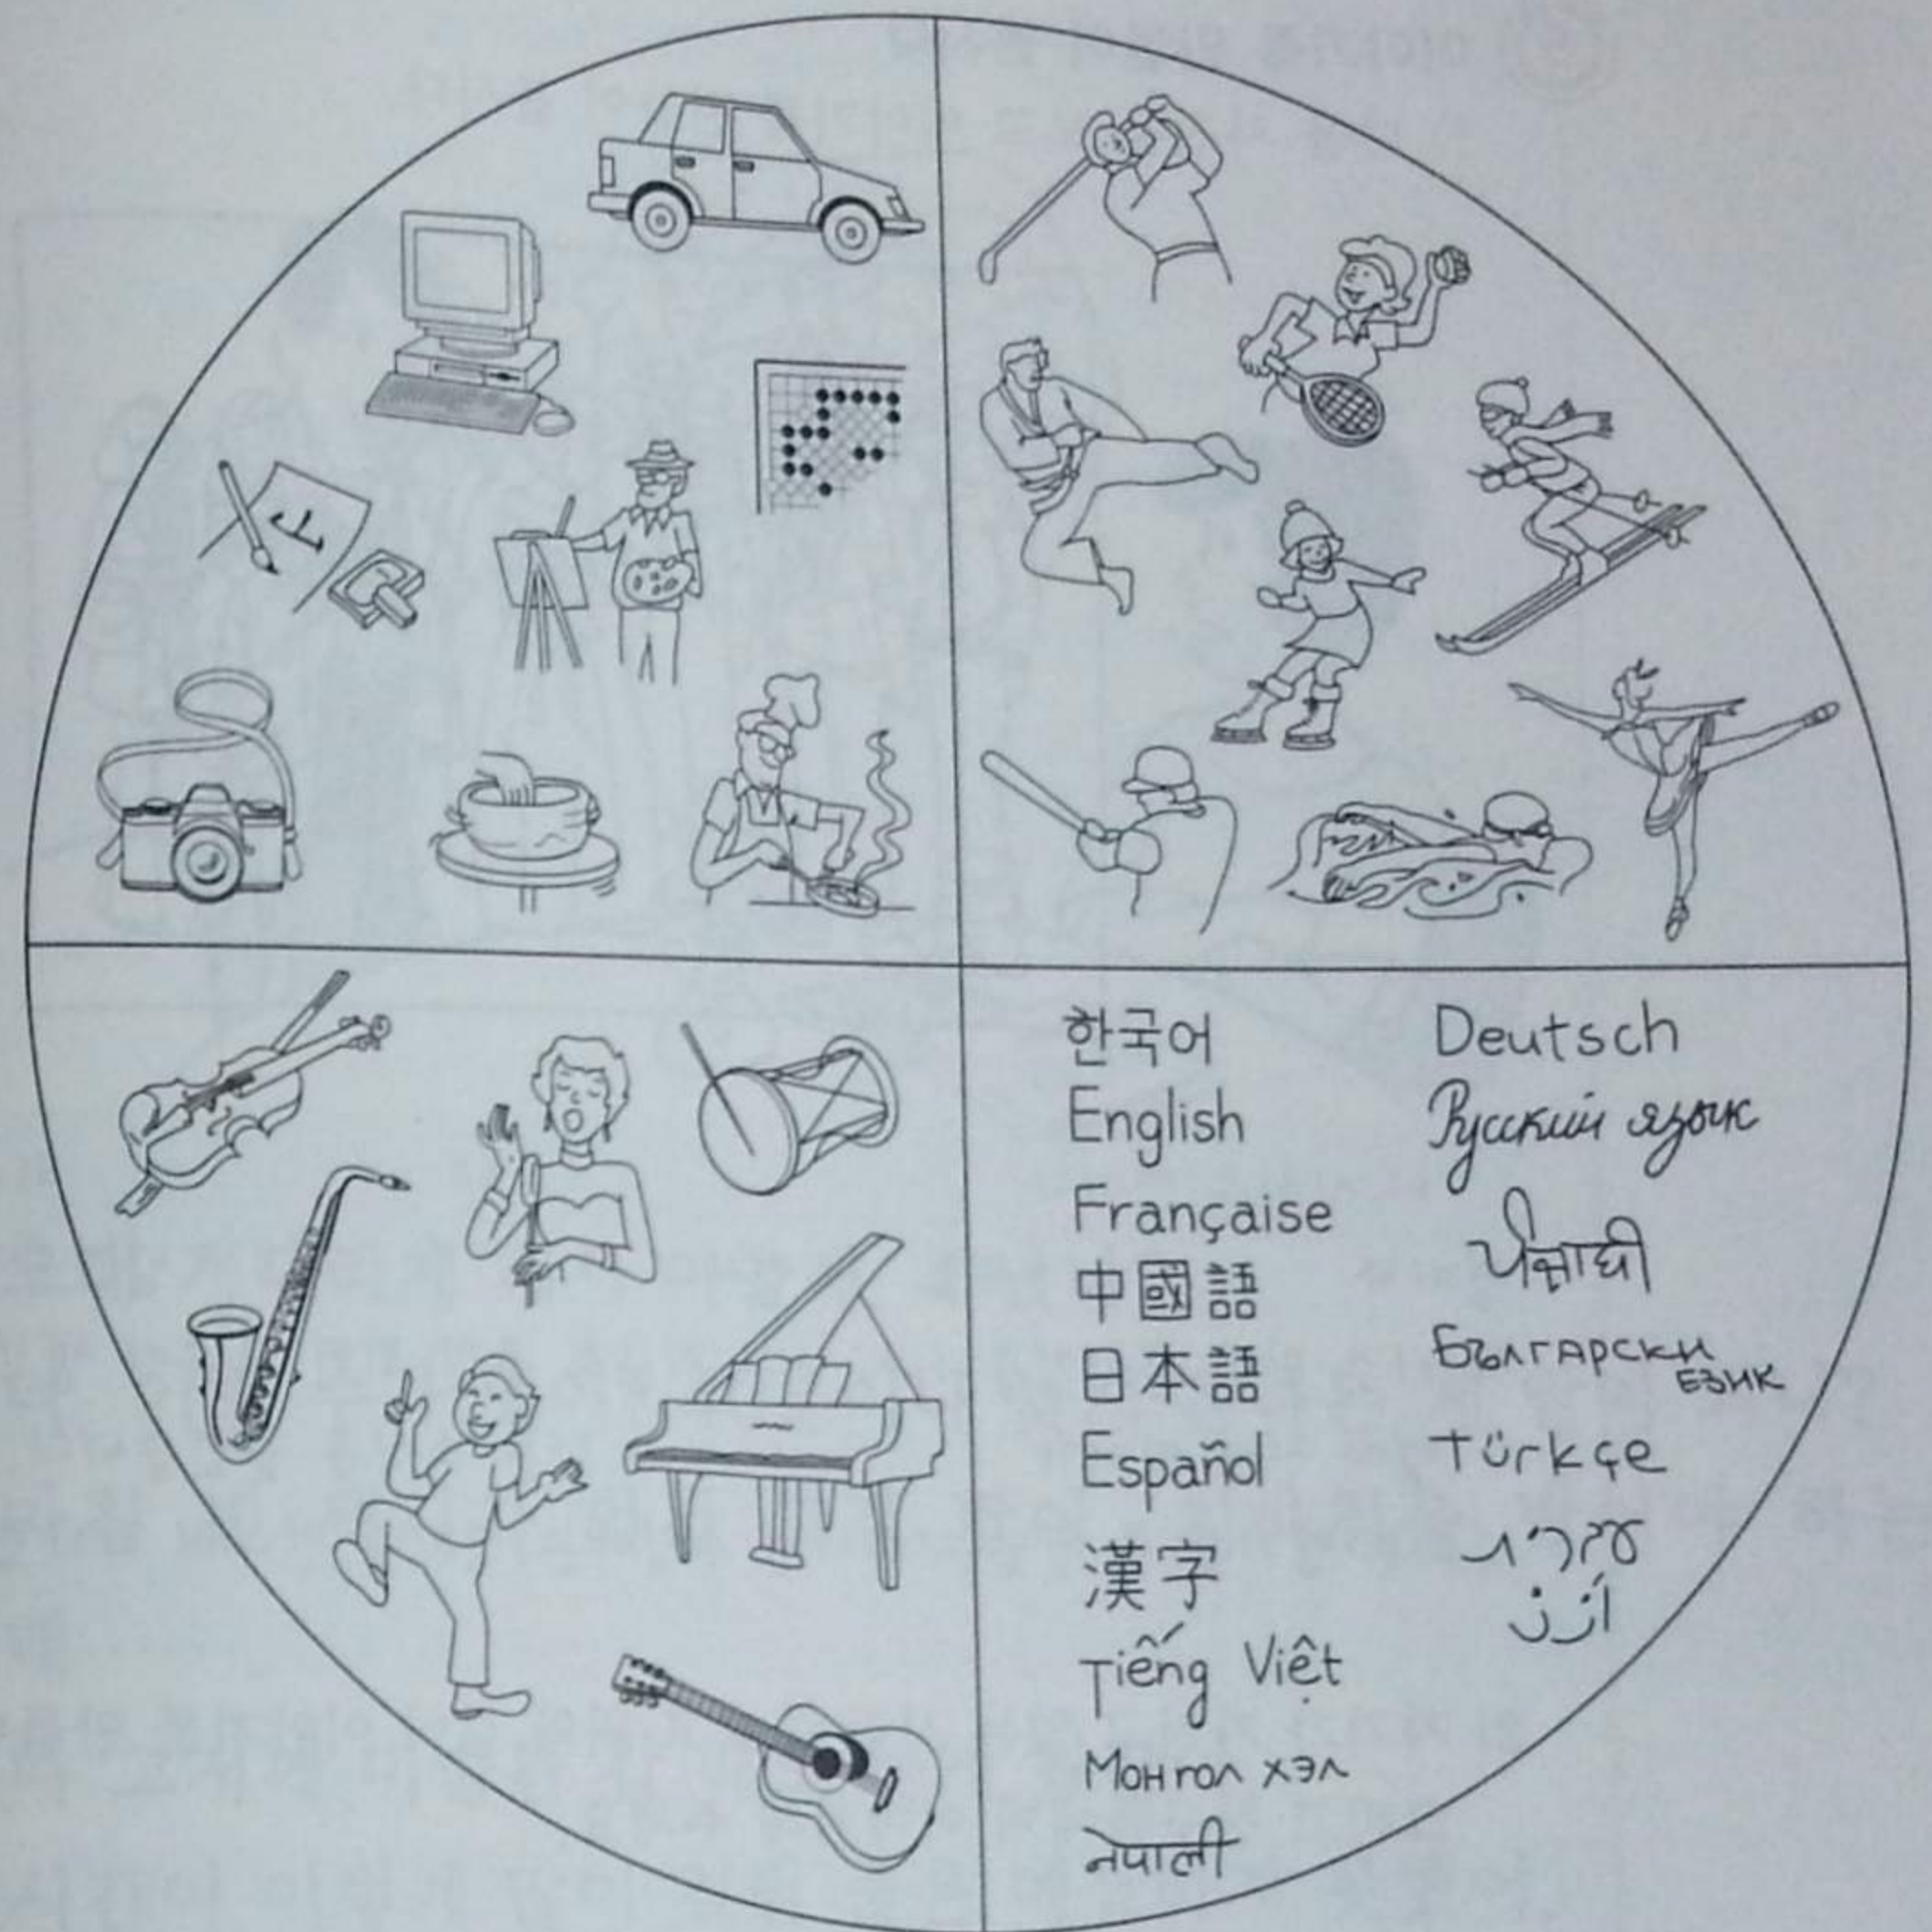 한국어
English
Française
中國語
日本語
Español
漢字
Tiếng Việt
Монгол хэл
नेपाली
Deutsch
Русский язык
Български
език
Türkçe